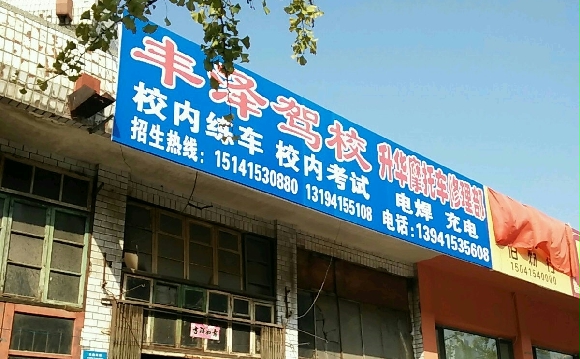 丰泽驾校
校内练车 校内考试
招生热线：15141530880 13194155108
升华摩托车修理部
电焊 充电
电话：13941535608
15041540090